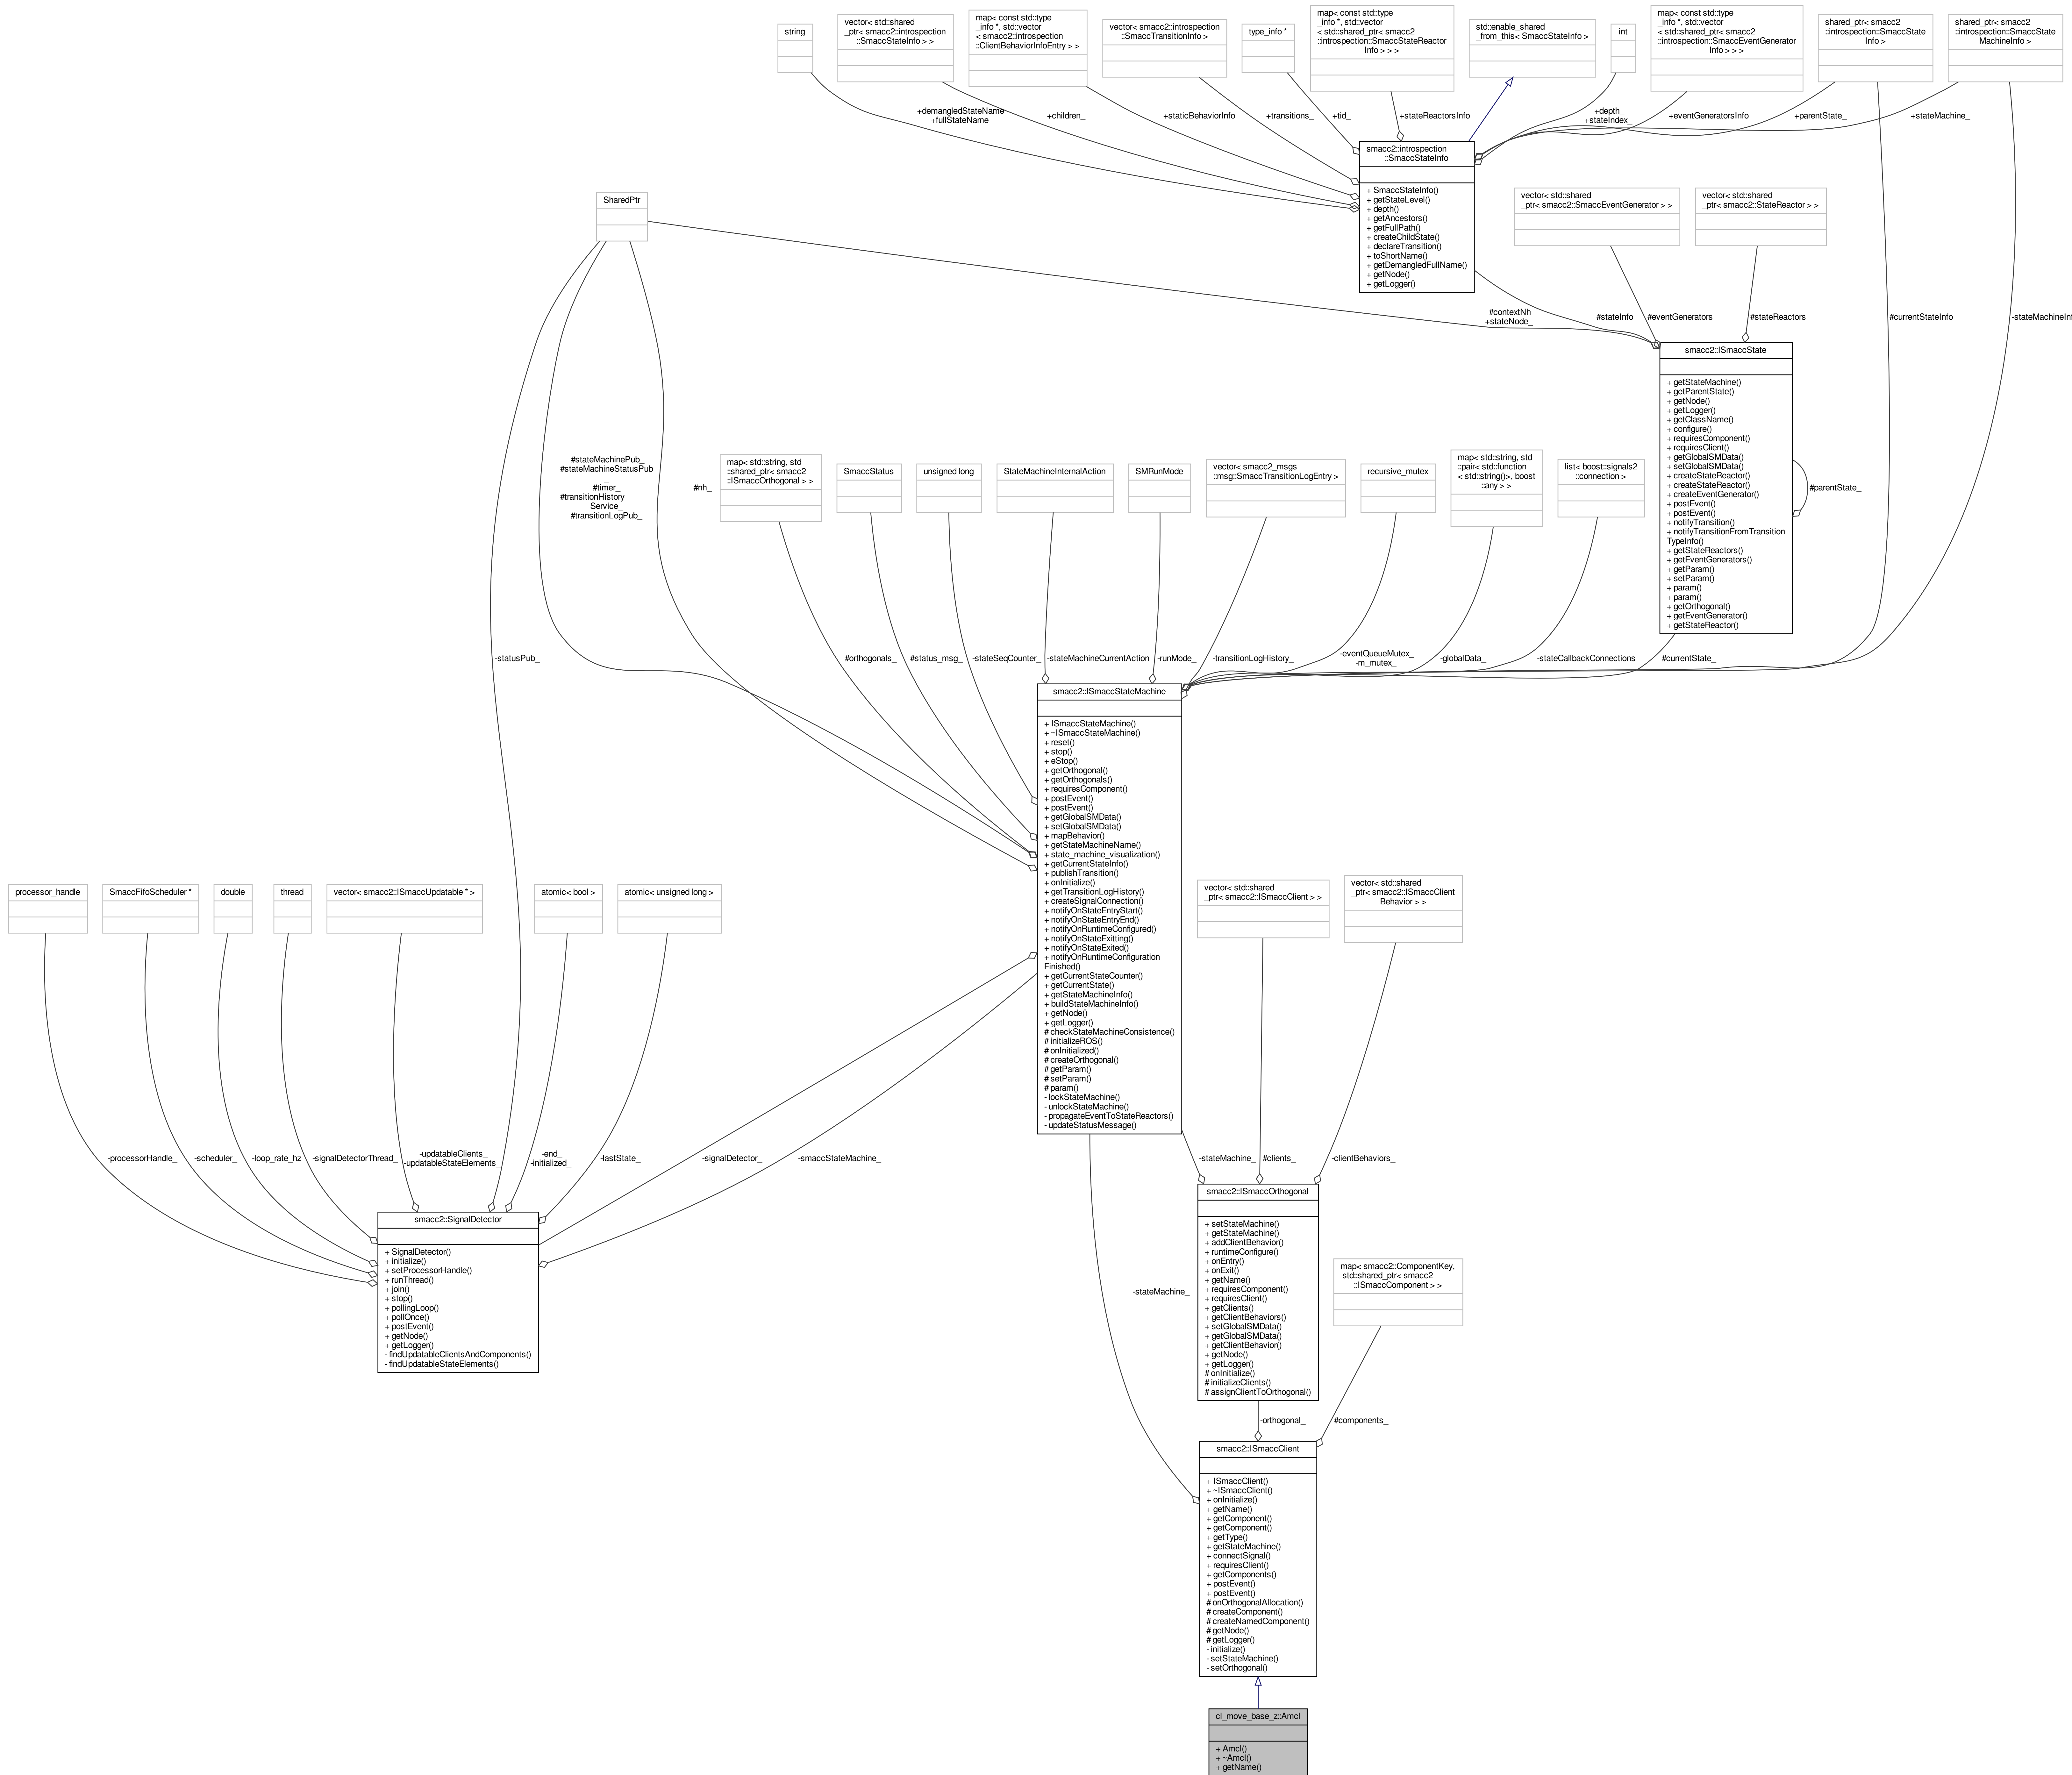 string
vector< std::shared
_ptr< smacc2::introspection
::SmaccStateInfo > >
map< const std::type
_info *, std::vector
< smacc2::introspection
::ClientBehaviorInfoEntry > >
vector< smacc2::introspection
::SmaccTransitionInfo >
type_info *
map< const std::type
_info *, std::vector
< std::shared_ptr< smacc2
::introspection::SmaccStateReactor
Info > > >
std::enable_shared
_from_this< SmaccStateInfo >
int
map< const std::type
_info *, std::vector
< std::shared_ptr< smacc2
::introspection::SmaccEventGenerator
Info > > >
shared_ptr< smacc2
::introspection::SmaccState
Info >
shared_ptr< smacc2
::introspection::SmaccState
MachineInfo >
+demangledStateName
+fullStateName
+children_
+staticBehaviorInfo
+transitions_
+tid_
+stateReactorsInfo
+depth_
+stateIndex_
+eventGeneratorsInfo
+parentState_
+stateMachine_
smacc2::introspection
::SmaccStateInfo
+ SmaccStateInfo()
+ getStateLevel()
+ depth()
+ getAncestors()
+ getFullPath()
+ createChildState()
+ declareTransition()
+ toShortName()
+ getDemangledFullName()
+ getNode()
+ getLogger()
SharedPtr
vector< std::shared
_ptr< smacc2::SmaccEventGenerator > >
vector< std::shared
_ptr< smacc2::StateReactor > >
#contextNh
+stateNode_
#stateInfo_
#eventGenerators_
#stateReactors_
#currentStateInfo_
-stateMachineInf
smacc2::ISmaccState
+ getStateMachine()
+ getParentState()
+ getNode()
+ getLogger()
+ getClassName()
+ configure()
+ requiresComponent()
+ requiresClient()
+ getGlobalSMData()
+ setGlobalSMData()
+ createStateReactor()
+ createStateReactor()
+ createEventGenerator()
+ postEvent()
+ postEvent()
+ notifyTransition()
+ notifyTransitionFromTransition
TypeInfo()
+ getStateReactors()
+ getEventGenerators()
+ getParam()
+ setParam()
+ param()
+ param()
+ getOrthogonal()
+ getEventGenerator()
+ getStateReactor()
#parentState_
#stateMachinePub_
#stateMachineStatusPub
_
#timer_
#transitionHistory
Service_
#transitionLogPub_
#nh_
map< std::string, std
::shared_ptr< smacc2
::ISmaccOrthogonal > >
SmaccStatus
unsigned long
StateMachineInternalAction
SMRunMode
vector< smacc2_msgs
::msg::SmaccTransitionLogEntry >
recursive_mutex
map< std::string, std
::pair< std::function
< std::string()>, boost
::any > >
list< boost::signals2
::connection >
-statusPub_
#orthogonals_
#status_msg_
-stateSeqCounter_
-stateMachineCurrentAction
-runMode_
-transitionLogHistory_
-eventQueueMutex_
-m_mutex_
-globalData_
-stateCallbackConnections
#currentState_
smacc2::ISmaccStateMachine
+ ISmaccStateMachine()
+ ~ISmaccStateMachine()
+ reset()
+ stop()
+ eStop()
+ getOrthogonal()
+ getOrthogonals()
+ requiresComponent()
+ postEvent()
+ postEvent()
+ getGlobalSMData()
+ setGlobalSMData()
+ mapBehavior()
+ getStateMachineName()
+ state_machine_visualization()
+ getCurrentStateInfo()
+ publishTransition()
+ onInitialize()
+ getTransitionLogHistory()
+ createSignalConnection()
+ notifyOnStateEntryStart()
+ notifyOnStateEntryEnd()
+ notifyOnRuntimeConfigured()
+ notifyOnStateExitting()
+ notifyOnStateExited()
+ notifyOnRuntimeConfiguration
Finished()
+ getCurrentStateCounter()
+ getCurrentState()
+ getStateMachineInfo()
+ buildStateMachineInfo()
+ getNode()
+ getLogger()
# checkStateMachineConsistence()
# initializeROS()
# onInitialized()
# createOrthogonal()
# getParam()
# setParam()
# param()
- lockStateMachine()
- unlockStateMachine()
- propagateEventToStateReactors()
- updateStatusMessage()
processor_handle
SmaccFifoScheduler *
double
thread
vector< smacc2::ISmaccUpdatable * >
atomic< bool >
atomic< unsigned long >
vector< std::shared
_ptr< smacc2::ISmaccClient > >
vector< std::shared
_ptr< smacc2::ISmaccClient
Behavior > >
-processorHandle_
-scheduler_
-loop_rate_hz
-signalDetectorThread_
-updatableClients_
-updatableStateElements_
-end_
-initialized_
-lastState_
-signalDetector_
-smaccStateMachine_
-stateMachine_
#clients_
-clientBehaviors_
smacc2::SignalDetector
+ SignalDetector()
+ initialize()
+ setProcessorHandle()
+ runThread()
+ join()
+ stop()
+ pollingLoop()
+ pollOnce()
+ postEvent()
+ getNode()
+ getLogger()
- findUpdatableClientsAndComponents()
- findUpdatableStateElements()
smacc2::ISmaccOrthogonal
+ setStateMachine()
+ getStateMachine()
+ addClientBehavior()
+ runtimeConfigure()
+ onEntry()
+ onExit()
+ getName()
+ requiresComponent()
+ requiresClient()
+ getClients()
+ getClientBehaviors()
+ setGlobalSMData()
+ getGlobalSMData()
+ getClientBehavior()
+ getNode()
+ getLogger()
# onInitialize()
# initializeClients()
# assignClientToOrthogonal()
map< smacc2::ComponentKey,
std::shared_ptr< smacc2
::ISmaccComponent > >
-stateMachine_
-orthogonal_
#components_
smacc2::ISmaccClient
+ ISmaccClient()
+ ~ISmaccClient()
+ onInitialize()
+ getName()
+ getComponent()
+ getComponent()
+ getType()
+ getStateMachine()
+ connectSignal()
+ requiresClient()
+ getComponents()
+ postEvent()
+ postEvent()
# onOrthogonalAllocation()
# createComponent()
# createNamedComponent()
# getNode()
# getLogger()
- initialize()
- setStateMachine()
- setOrthogonal()
cl_move_base_z::Amcl
+ Amcl()
+ ~Amcl()
+ getName()